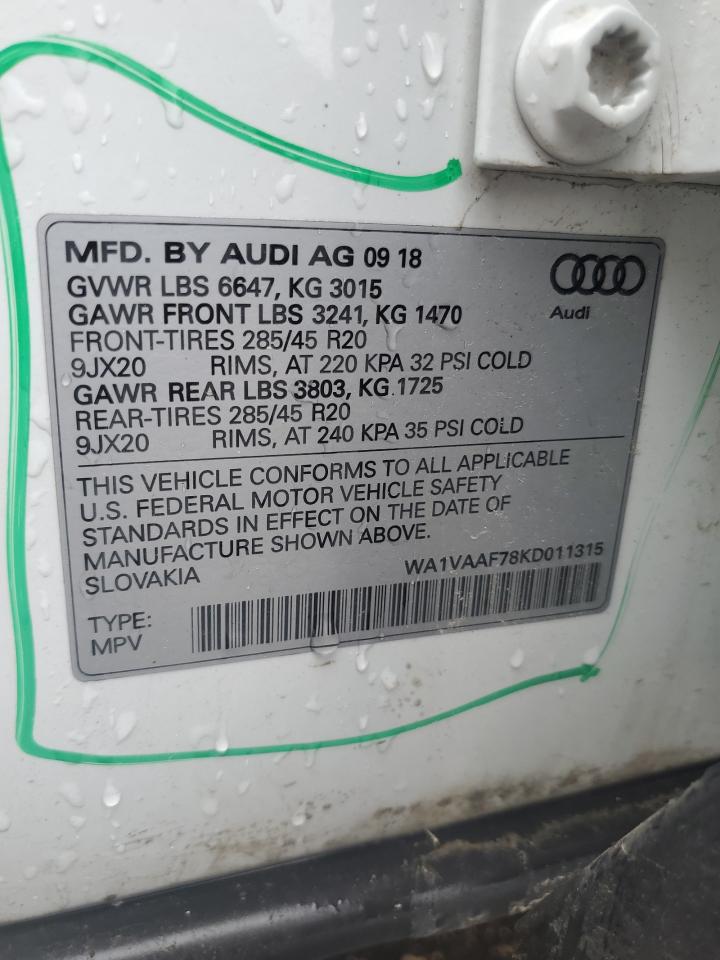 MFD. BY AUDI AG 09 18
GVWR LBS 6647, KG 3015
GAWR FRONT LBS 3241, KG 1470
FRONT-TIRES 285/45 R20
9JX20 RIMS, AT 220 KPA 32 PSI COLD
GAWR REAR LBS 3803, KG 1725
REAR-TIRES 285/45 R20
9JX20 RIMS, AT 240 KPA 35 PSI COLD
Audi
THIS VEHICLE CONFORMS TO ALL APPLICABLE
U.S. FEDERAL MOTOR VEHICLE SAFETY
STANDARDS IN EFFECT ON THE DATE OF
MANUFACTURE SHOWN ABOVE.
SLOVAKIA WA1VAAF78KD011315
TYPE:
MPV